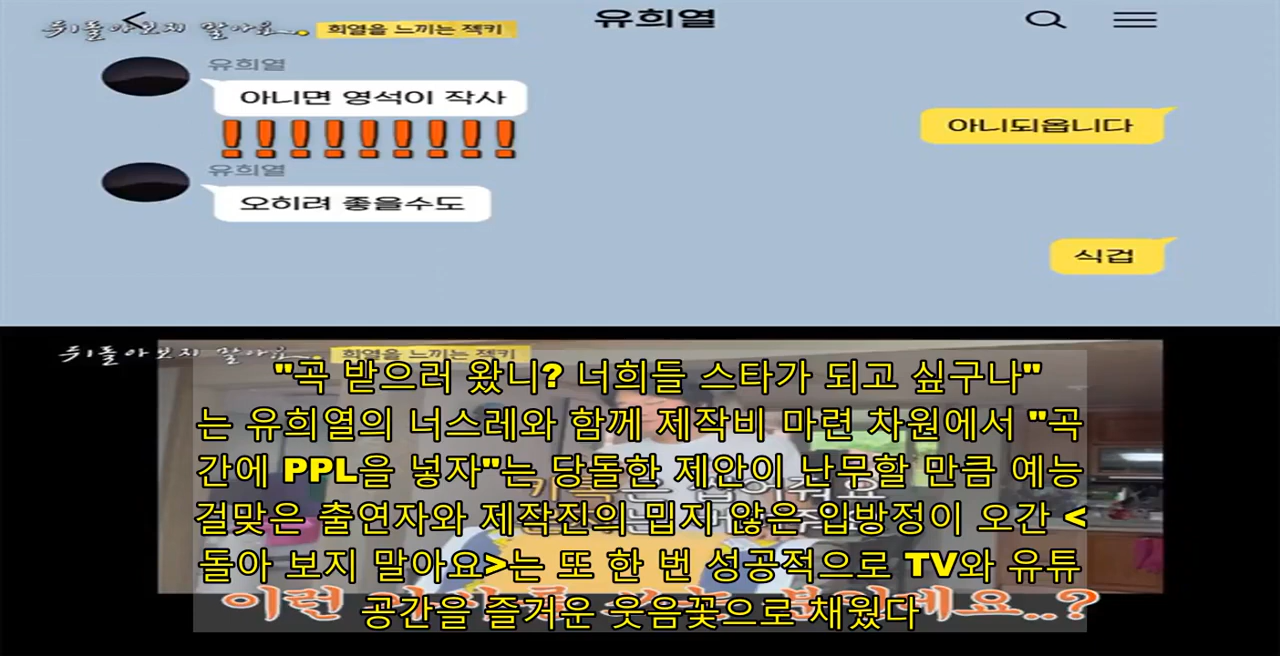 뒤돌아보지 말아요. 희열을 느끼는 젝키
유희열
유희열
아니면 영석이 작사
!!!!!!!!!
아니되옵니다
유희열
오히려 좋을수도
식겁
뒤돌아보지 말아요. 희열을 느끼는 젝키
"곡 받으러 왔니? 너희들 스타가 되고 싶구나"
는 유희열의 너스레와 함께 제작비 마련 차원에서 "곡
간에 PPL을 넣자"는 당돌한 제안이 난무할 만큼 예능
걸맞은 출연자와 제작진의 밉지 않은 입방정이 오간 <
돌아 보지 말아요>는 또 한 번 성공적으로 TV와 유튜
공간을 즐거운 웃음꽃으로 채웠다
이런